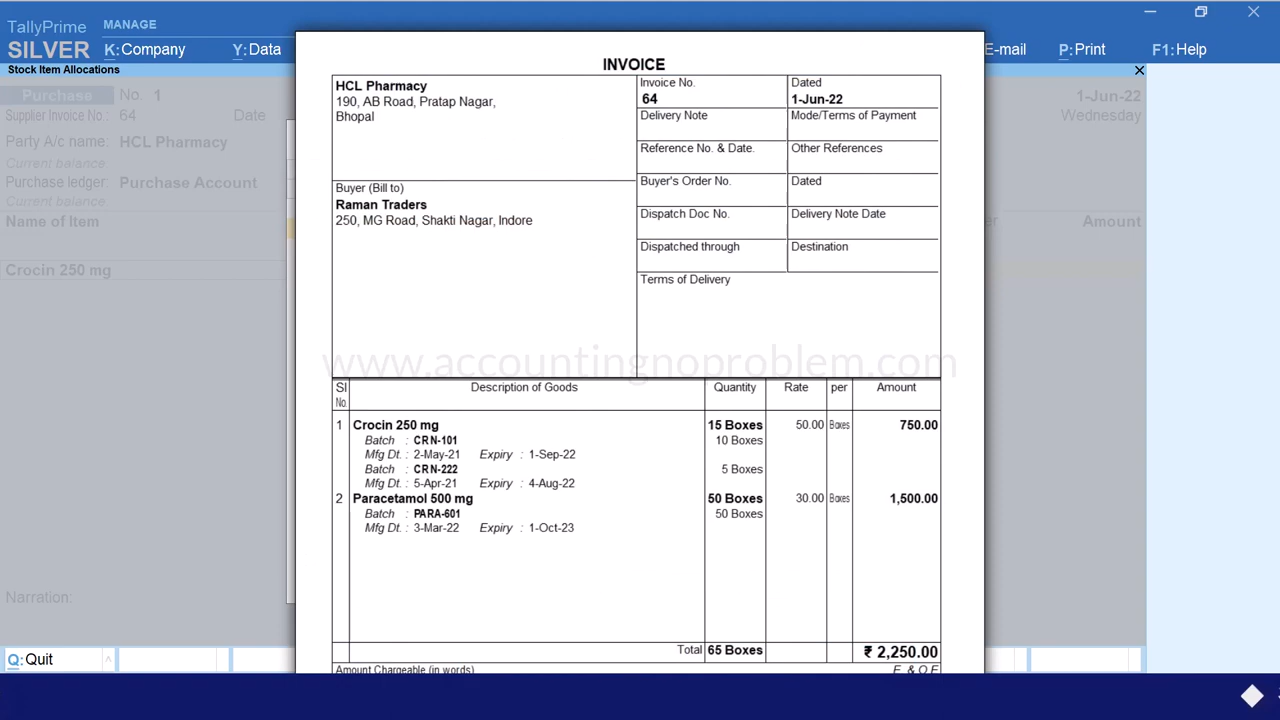 TallyPrime MANAGE
SILVER K:Company Y:Data E-mail P:Print F1:Help
Stock Item Allocations
Purchase No. 1 1-Jun-22
Supplier Invoice No.: 64 Date Wednesday
Party A/c name: HCL Pharmacy
Current balance
Purchase ledger: Purchase Account
Current balance
Name of Item Amount
Crocin 250 mg
Narration:
Q:Quit
INVOICE
HCL Pharmacy
190, AB Road, Pratap Nagar,
Bhopal
Invoice No. Dated
64 1-Jun-22
Delivery Note Mode/Terms of Payment
Reference No. & Date. Other References
Buyer's Order No. Dated
Dispatch Doc No. Delivery Note Date
Dispatched through Destination
Terms of Delivery
Buyer (Bill to)
Raman Traders
250, MG Road, Shakti Nagar, Indore
www.accountingnoproblem.com
Sl Description of Goods Quantity Rate per Amount
No.
1 Crocin 250 mg 15 Boxes 50.00 Boxes 750.00
Batch : CRN-101 10 Boxes
Mfg Dt. : 2-May-21 Expiry : 1-Sep-22
Batch : CRN-222 5 Boxes
Mfg Dt. : 5-Apr-21 Expiry : 4-Aug-22
2 Paracetamol 500 mg 50 Boxes 30.00 Boxes 1,500.00
Batch : PARA-601 50 Boxes
Mfg Dt. : 3-Mar-22 Expiry : 1-Oct-23
Total 65 Boxes ₹ 2,250.00
Amount Chargeable (in words) E. & O.E